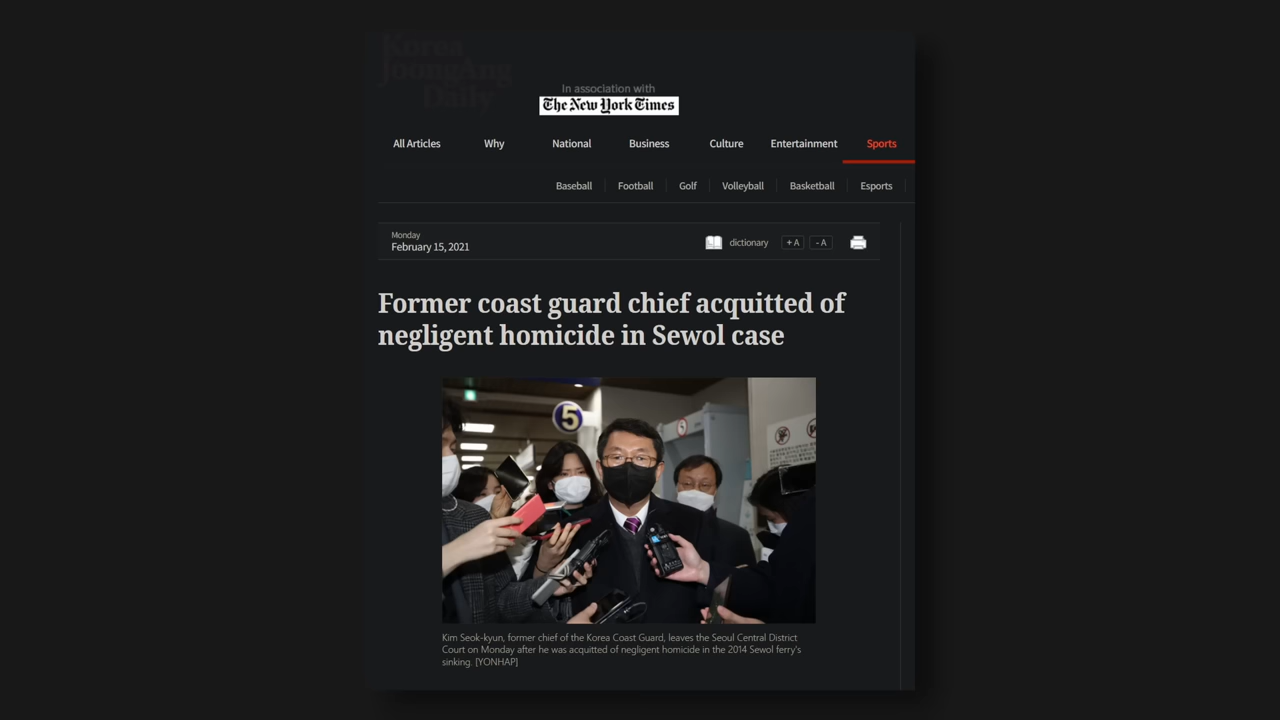 Korea
JoongAng
Daily
In association with
The New York Times
All Articles Why National Business Culture Entertainment Sports
Baseball Football Golf Volleyball Basketball Esports
Monday
February 15, 2021
dictionary + A - A
Former coast guard chief acquitted of
negligent homicide in Sewol case
5
Kim Seok-kyun, former chief of the Korea Coast Guard, leaves the Seoul Central District
Court on Monday after he was acquitted of negligent homicide in the 2014 Sewol ferry's
sinking. [YONHAP]